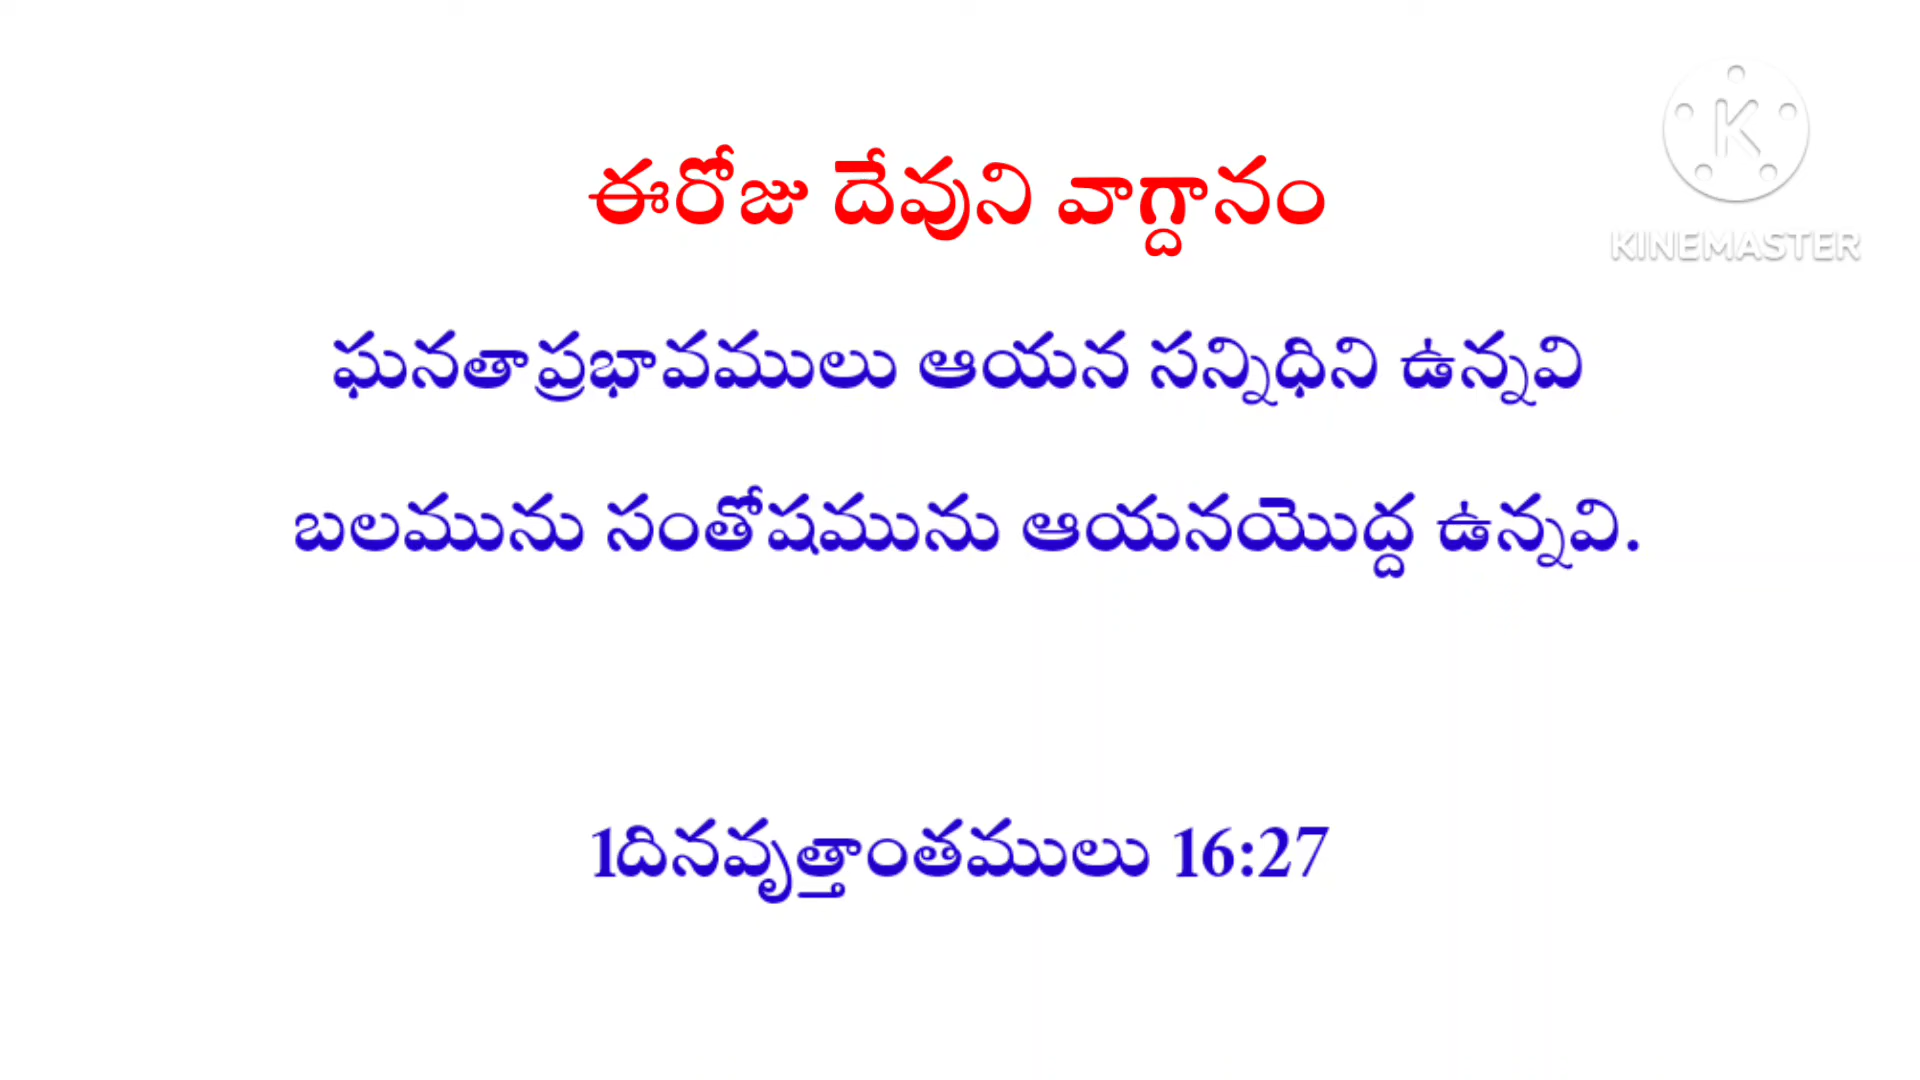 ఈరోజు దేవుని వాగ్దానం
KINEMASTER
ఘనతాప్రభావములు ఆయన సన్నిధిని ఉన్నవి
బలమును సంతోషమును ఆయనయొద్ద ఉన్నవి.
1దినవృత్తాంతములు 16:27